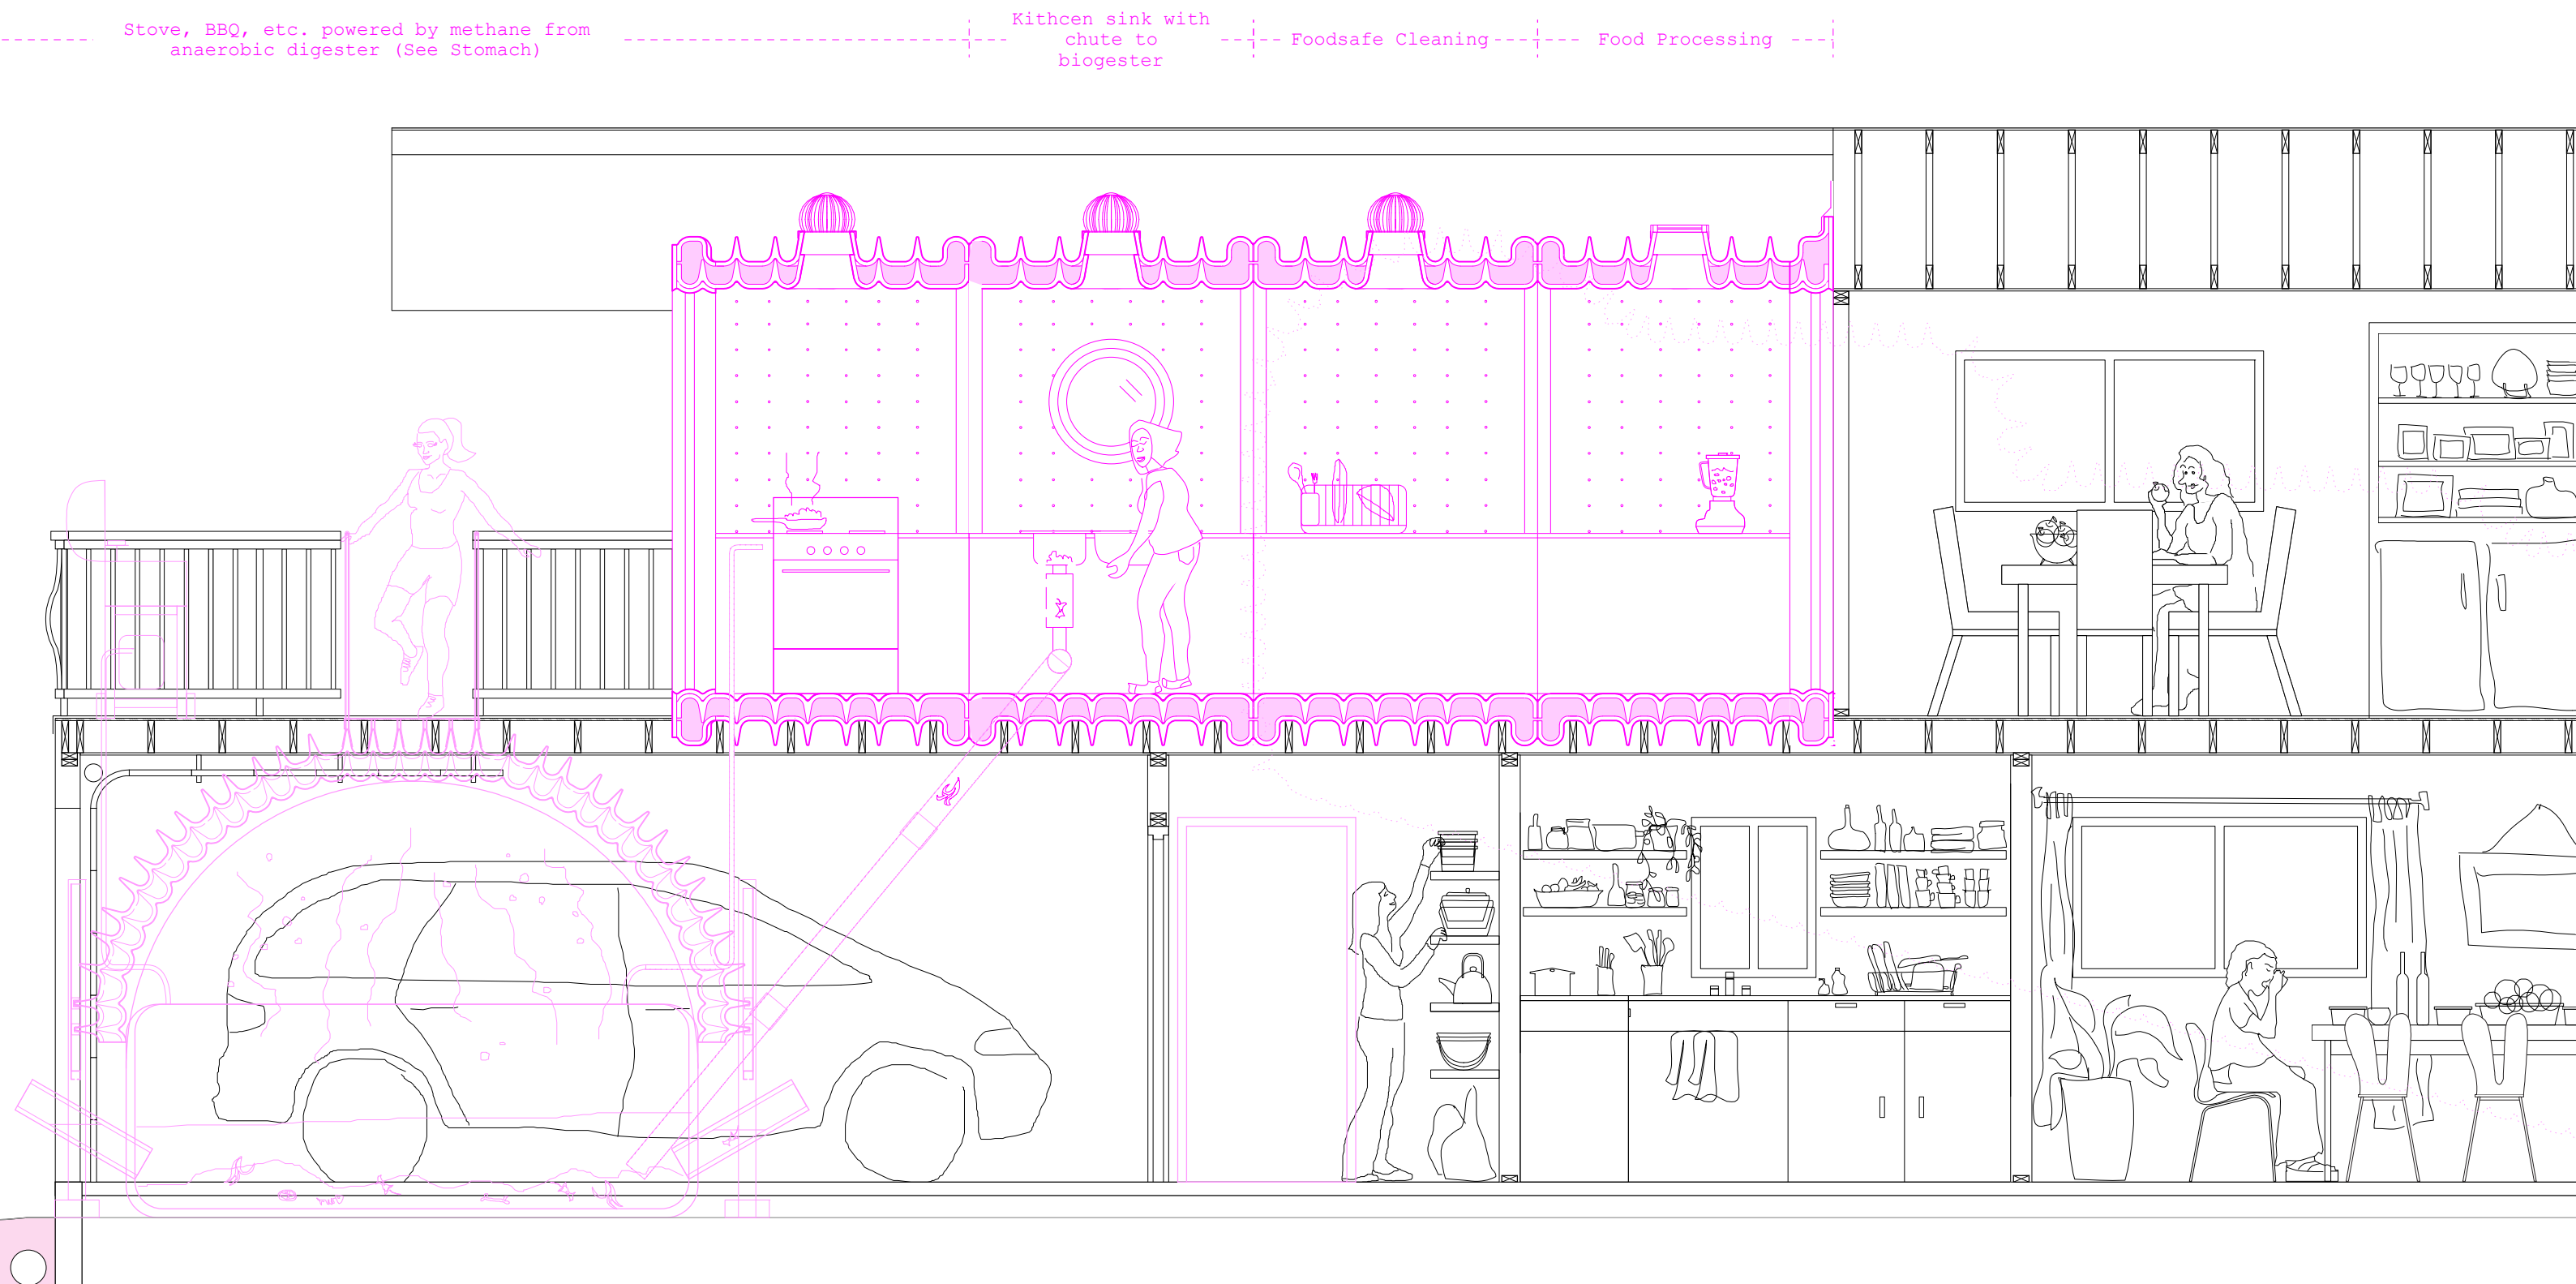 Stove, BBQ, etc. powered by methane from
anaerobic digester (See Stomach)
Kithcen sink with
chute to
biogester
Foodsafe Cleaning
Food Processing